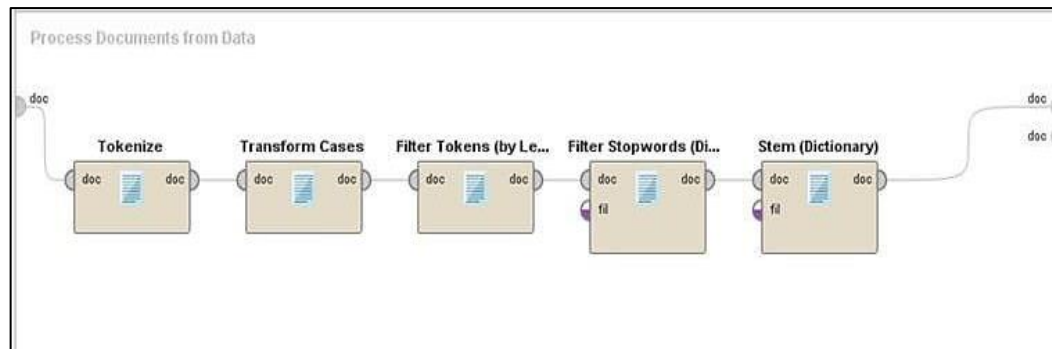 Process Documents from Data
doc
doc
doc
Tokenize
Transform Cases
Filter Tokens (by Le...
Filter Stopwords (Di...
Stem (Dictionary)
doc doc
doc doc
doc doc
doc doc
doc doc
fil
fil